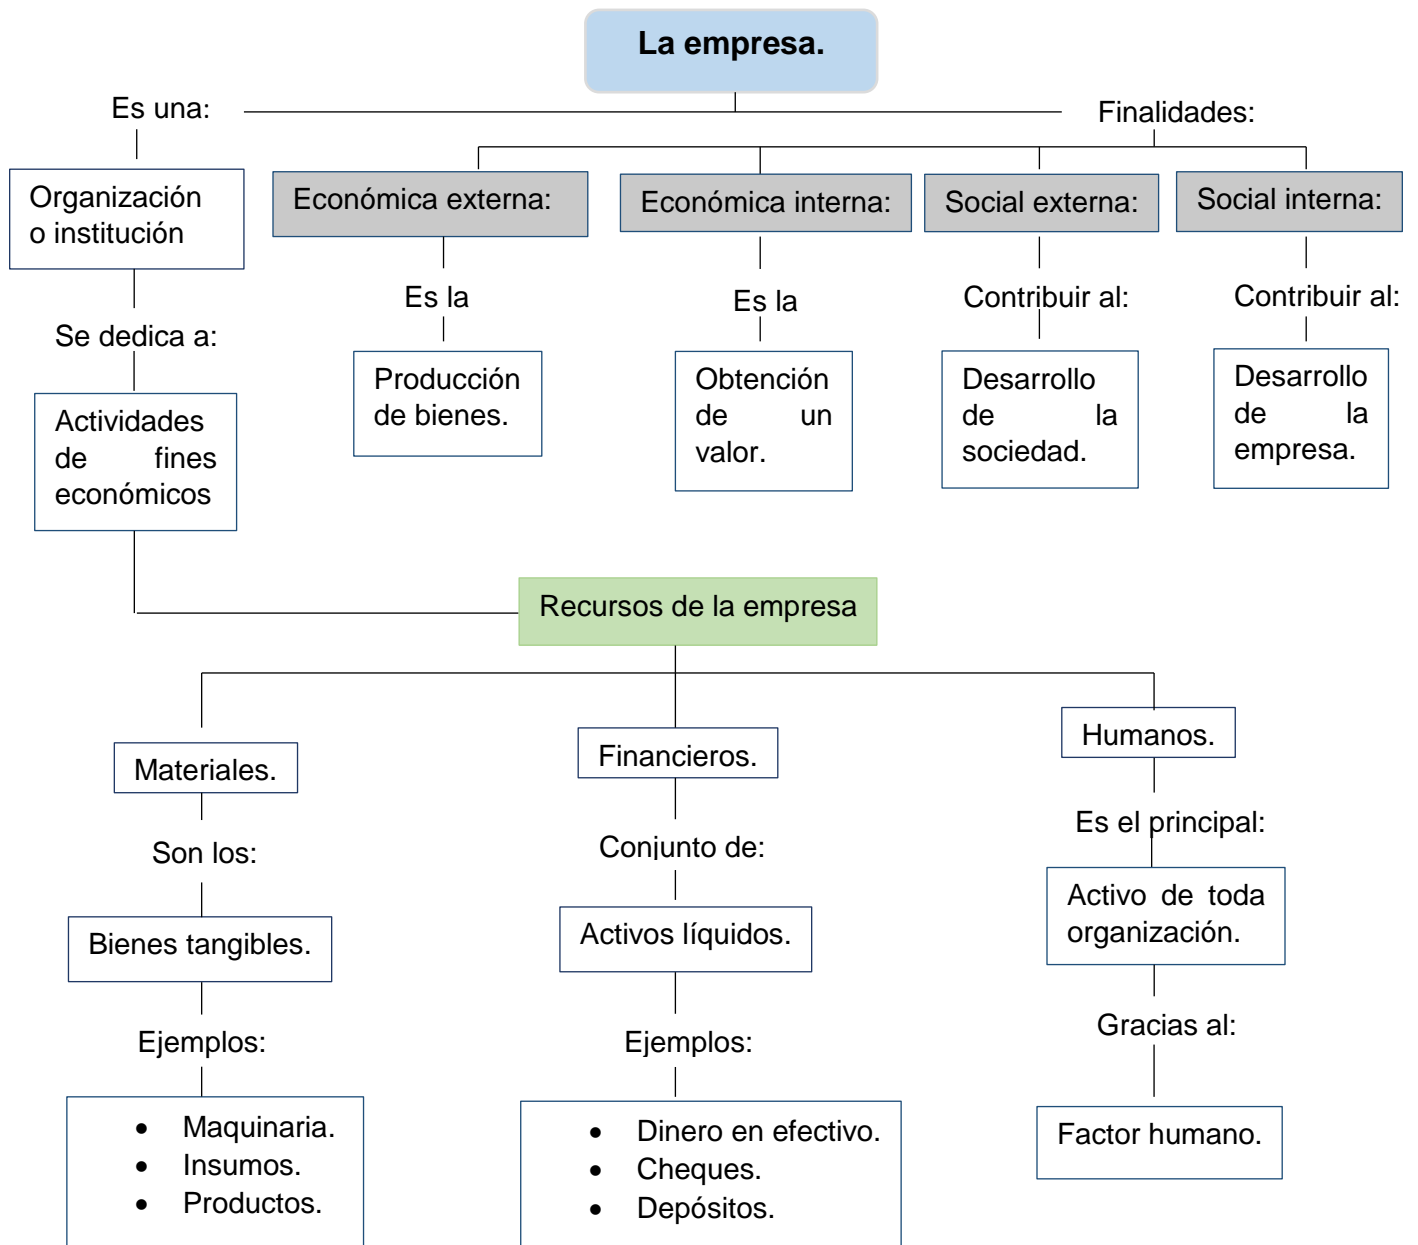 La empresa.
Es una:
Finalidades:
Organización
o institución
Económica externa:
Económica interna:
Social externa:
Social interna:
Es la
Es la
Contribuir al:
Contribuir al:
Se dedica a:
Producción
de bienes.
Obtención
de un
valor.
Desarrollo
de la
sociedad.
Desarrollo
de la
empresa.
Actividades
de fines
económicos
Recursos de la empresa
Materiales.
Financieros.
Humanos.
Son los:
Conjunto de:
Es el principal:
Bienes tangibles.
Activos líquidos.
Activo de toda
organización.
Ejemplos:
Ejemplos:
Gracias al:
• Maquinaria.
• Insumos.
• Productos.
• Dinero en efectivo.
• Cheques.
• Depósitos.
Factor humano.